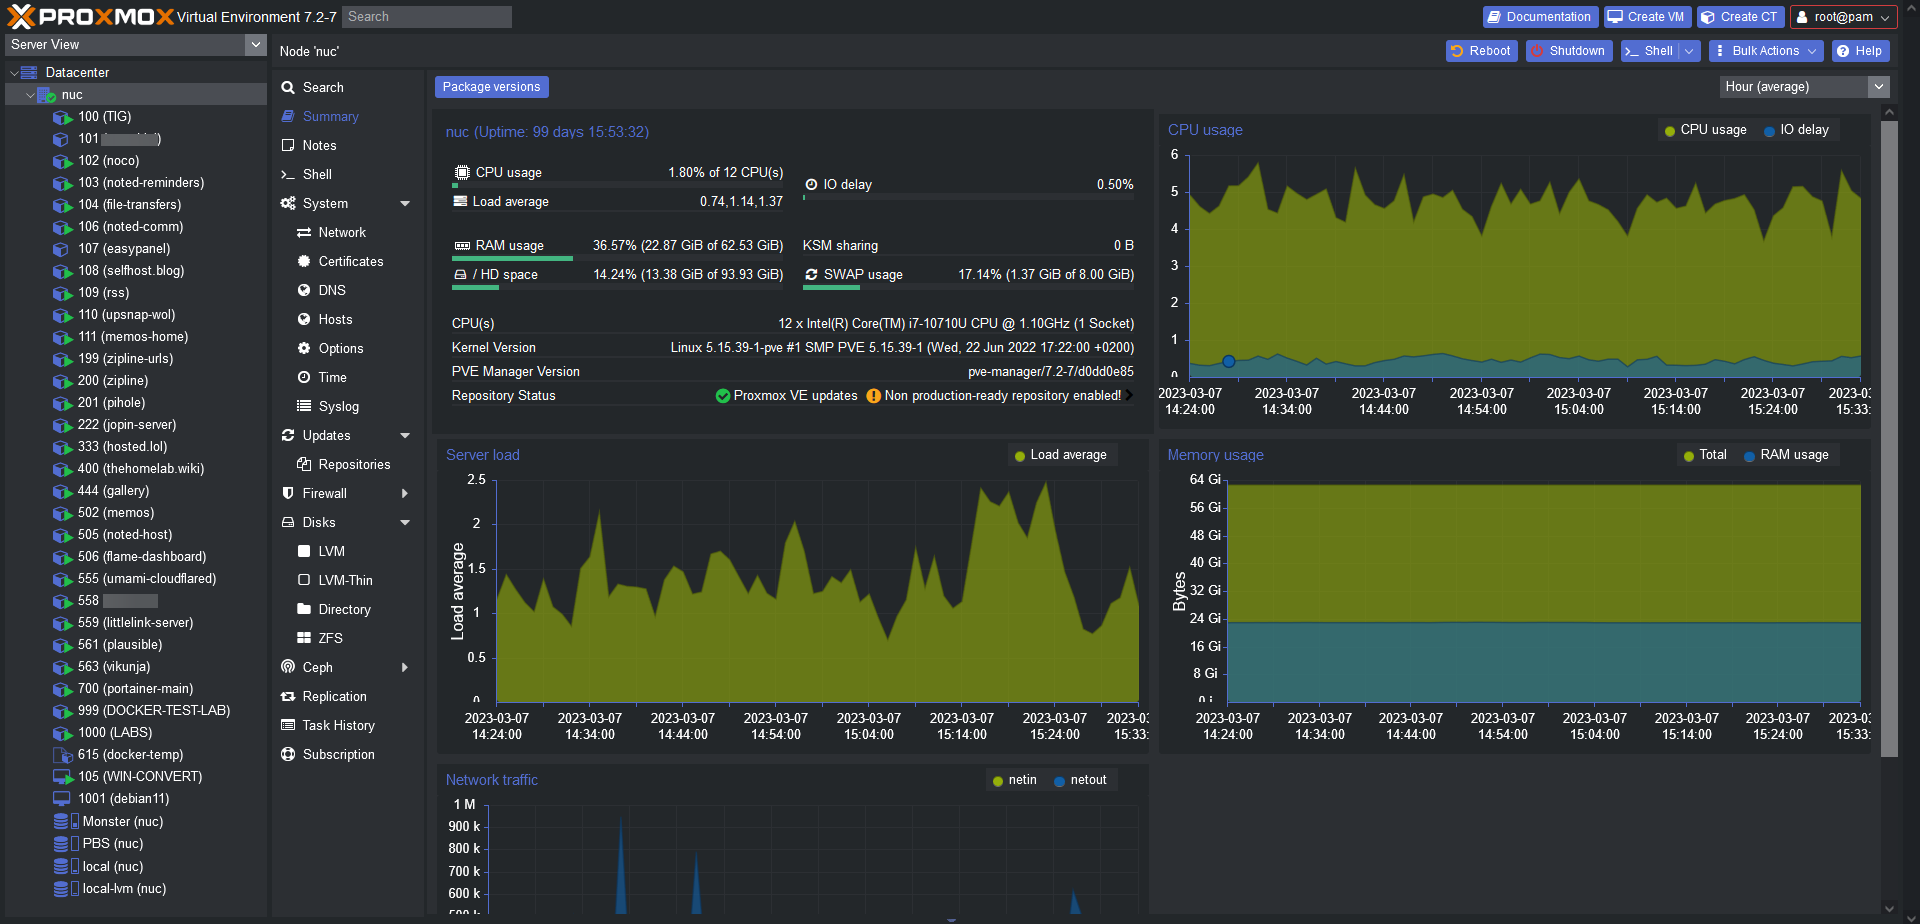 PROXMOX Virtual Environment 7.2-7 Search Documentation Create VM Create CT root@pam
Server View
Node 'nuc' Reboot Shutdown Shell Bulk Actions Help
Datacenter
nuc
100 (TIG)
101 )
102 (noco)
103 (noted-reminders)
104 (file-transfers)
106 (noted-comm)
107 (easypanel)
108 (selfhost.blog)
109 (rss)
110 (upsnap-wol)
111 (memos-home)
199 (zipline-urls)
200 (zipline)
201 (pihole)
222 (jopin-server)
333 (hosted.lol)
400 (thehomelab.wiki)
444 (gallery)
502 (memos)
505 (noted-host)
506 (flame-dashboard)
555 (umami-cloudflared)
558
559 (littlelink-server)
561 (plausible)
563 (vikunja)
700 (portainer-main)
999 (DOCKER-TEST-LAB)
1000 (LABS)
615 (docker-temp)
105 (WIN-CONVERT)
1001 (debian11)
Monster (nuc)
PBS (nuc)
local (nuc)
local-lvm (nuc)
Search
Summary
Notes
Shell
System
Network
Certificates
DNS
Hosts
Options
Time
Syslog
Updates
Repositories
Firewall
Disks
LVM
LVM-Thin
Directory
ZFS
Ceph
Replication
Task History
Subscription
Package versions Hour (average)
nuc (Uptime: 99 days 15:53:32)
CPU usage 1.80% of 12 CPU(s)
IO delay 0.50%
Load average 0.74,1.14,1.37
RAM usage 36.57% (22.87 GiB of 62.53 GiB) KSM sharing 0 B
/ HD space 14.24% (13.38 GiB of 93.93 GiB) SWAP usage 17.14% (1.37 GiB of 8.00 GiB)
CPU(s) 12 x Intel(R) Core(TM) i7-10710U CPU @ 1.10GHz (1 Socket)
Kernel Version Linux 5.15.39-1-pve #1 SMP PVE 5.15.39-1 (Wed, 22 Jun 2022 17:22:00 +0200)
PVE Manager Version pve-manager/7.2-7/d0dd0e85
Repository Status Proxmox VE updates Non production-ready repository enabled!
CPU usage CPU usage IO delay
6
5
4
3
2
1
0
2023-03-07 2023-03-07 2023-03-07 2023-03-07 2023-03-07 2023-03-07 2023-03-07 2023-0
14:24:00 14:34:00 14:44:00 14:54:00 15:04:00 15:14:00 15:24:00 15:33:
Server load Load average
Load average
2.5
2
1.5
1
0.5
0
2023-03-07 2023-03-07 2023-03-07 2023-03-07 2023-03-07 2023-03-07 2023-03-07 2023-0
14:24:00 14:34:00 14:44:00 14:54:00 15:04:00 15:14:00 15:24:00 15:33:
Memory usage Total RAM usage
Bytes
64 Gi
56 Gi
48 Gi
40 Gi
32 Gi
24 Gi
16 Gi
8 Gi
0 i
2023-03-07 2023-03-07 2023-03-07 2023-03-07 2023-03-07 2023-03-07 2023-03-07 2023-0
14:24:00 14:34:00 14:44:00 14:54:00 15:04:00 15:14:00 15:24:00 15:33:
Network traffic netin netout
1 M
900 k
800 k
700 k
600 k
500 k